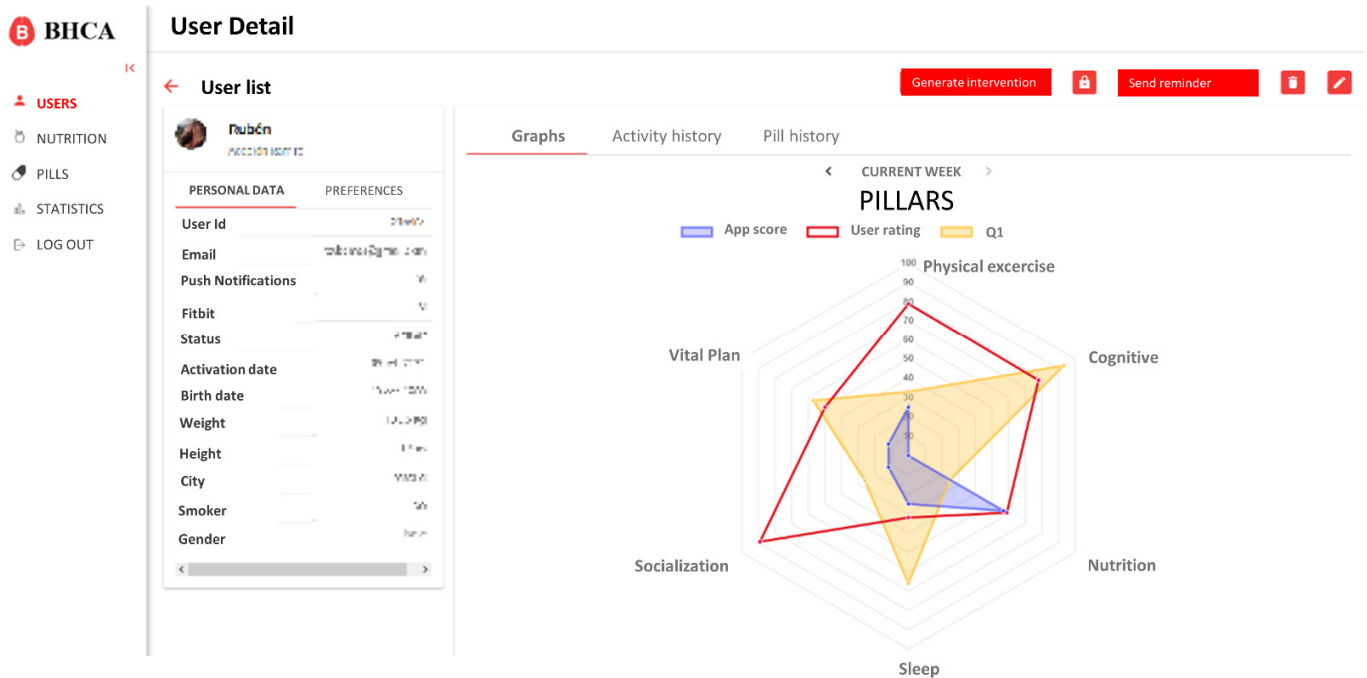 BHCA
User Detail
User list
Generate intervention
Send reminder
USERS
NUTRITION
PILLS
STATISTICS
LOG OUT
Rubén
PERSONAL DATA
PREFERENCES
User Id
Email
Push Notifications
Fitbit
Status
Activation date
Birth date
Weight
Height
City
Smoker
Gender
Graphs
Activity history
Pill history
CURRENT WEEK
PILLARS
App score
User rating
Q1
Physical excercise
Cognitive
Nutrition
Sleep
Socialization
Vital Plan
100
90
80
70
60
50
40
30
20
10